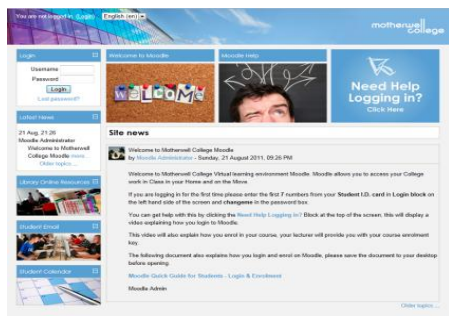 You are not logged in. (Login)
English (en)
motherwell
college
Login
Username
Password
Login
Lost password?
Latest News
21 Aug, 21:26
Moodle Administrator
Welcome to Motherwell
College Moodle more...
Older topics ...
Library Online Resources
Student Email
Student Calendar
Welcome to Moodle
WELCOME
Moodle Help
Need Help
Logging in?
Click Here
Site news
Welcome to Motherwell College Moodle
by Moodle Administrator - Sunday, 21 August 2011, 09:26 PM
Welcome to Motherwell College Virtual learning environment Moodle. Moodle allows you to access your College
work in Class in your Home and on the Move.
If you are logging in for the first time please enter the first 7 numbers from your Student I.D. card in Login block on
the left hand side of the screen and changeme in the password box.
You can get help with this by clicking the Need Help Logging in? Block at the top of the screen, this will display a
video explaining how you login to Moodle.
This video will also explain how you enrol in your course, your lecturer will provide you with your course enrolment
key.
The following document also explains how you login and enrol on Moodle, please save the document to your desktop
before opening.
Moodle Quick Guide for Students - Login & Enrolment
Moodle Admin
Older topics ...